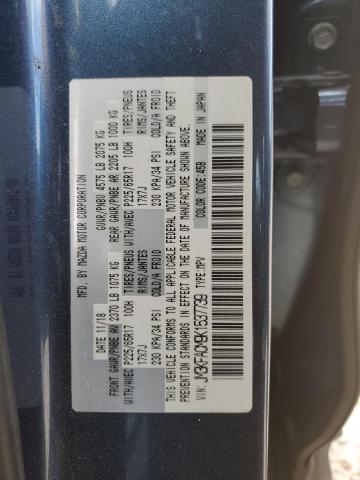 MFD. BY MAZDA MOTOR CORPORATION
DATE: 11/18 GVWR/PNBV 4575 LB 2075 KG
FRONT GAWR/PNBE AV 2370 LB 1075 KG REAR GAWR/PNBE AR 2205 LB 1000 KG
WITH/AVEC P225/65R17 100H TIRES/PNEUS WITH/AVEC P225/65R17 100H TIRES/PNEUS
17X7J RIMS/JANTES 17X7J RIMS/JANTES
230 KPA/34 PSI COLD/A FROID 230 KPA/34 PSI COLD/A FROID
THIS VEHICLE CONFORMS TO ALL APPLICABLE FEDERAL MOTOR VEHICLE SAFETY AND THEFT
PREVENTION STANDARDS IN EFFECT ON THE DATE OF MANUFACTURE SHOWN ABOVE.
VIN: TYPE:MPV COLOR CODE:45B MADE IN JAPAN